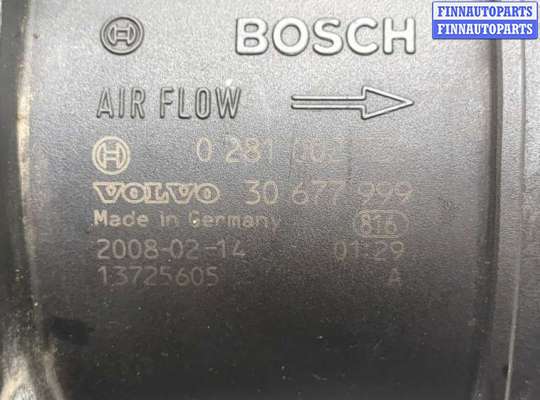 FINNAUTOPARTS
FINNAUTOPARTS
BOSCH
AIR FLOW
0 281
VOLVO 30 677 999
Made in Germany 816
2008-02-14 01:29
13725605 A